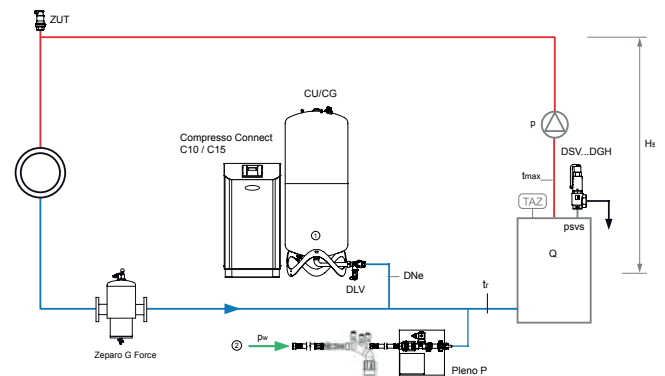 ZUT
CU/CG
Compresso Connect
C10 / C15
p
Hs
DSV...DGH
tmax
TAZ
psvs
Q
1
DNe
DLV
tr
Zeparo G Force
2
pw
Pleno P